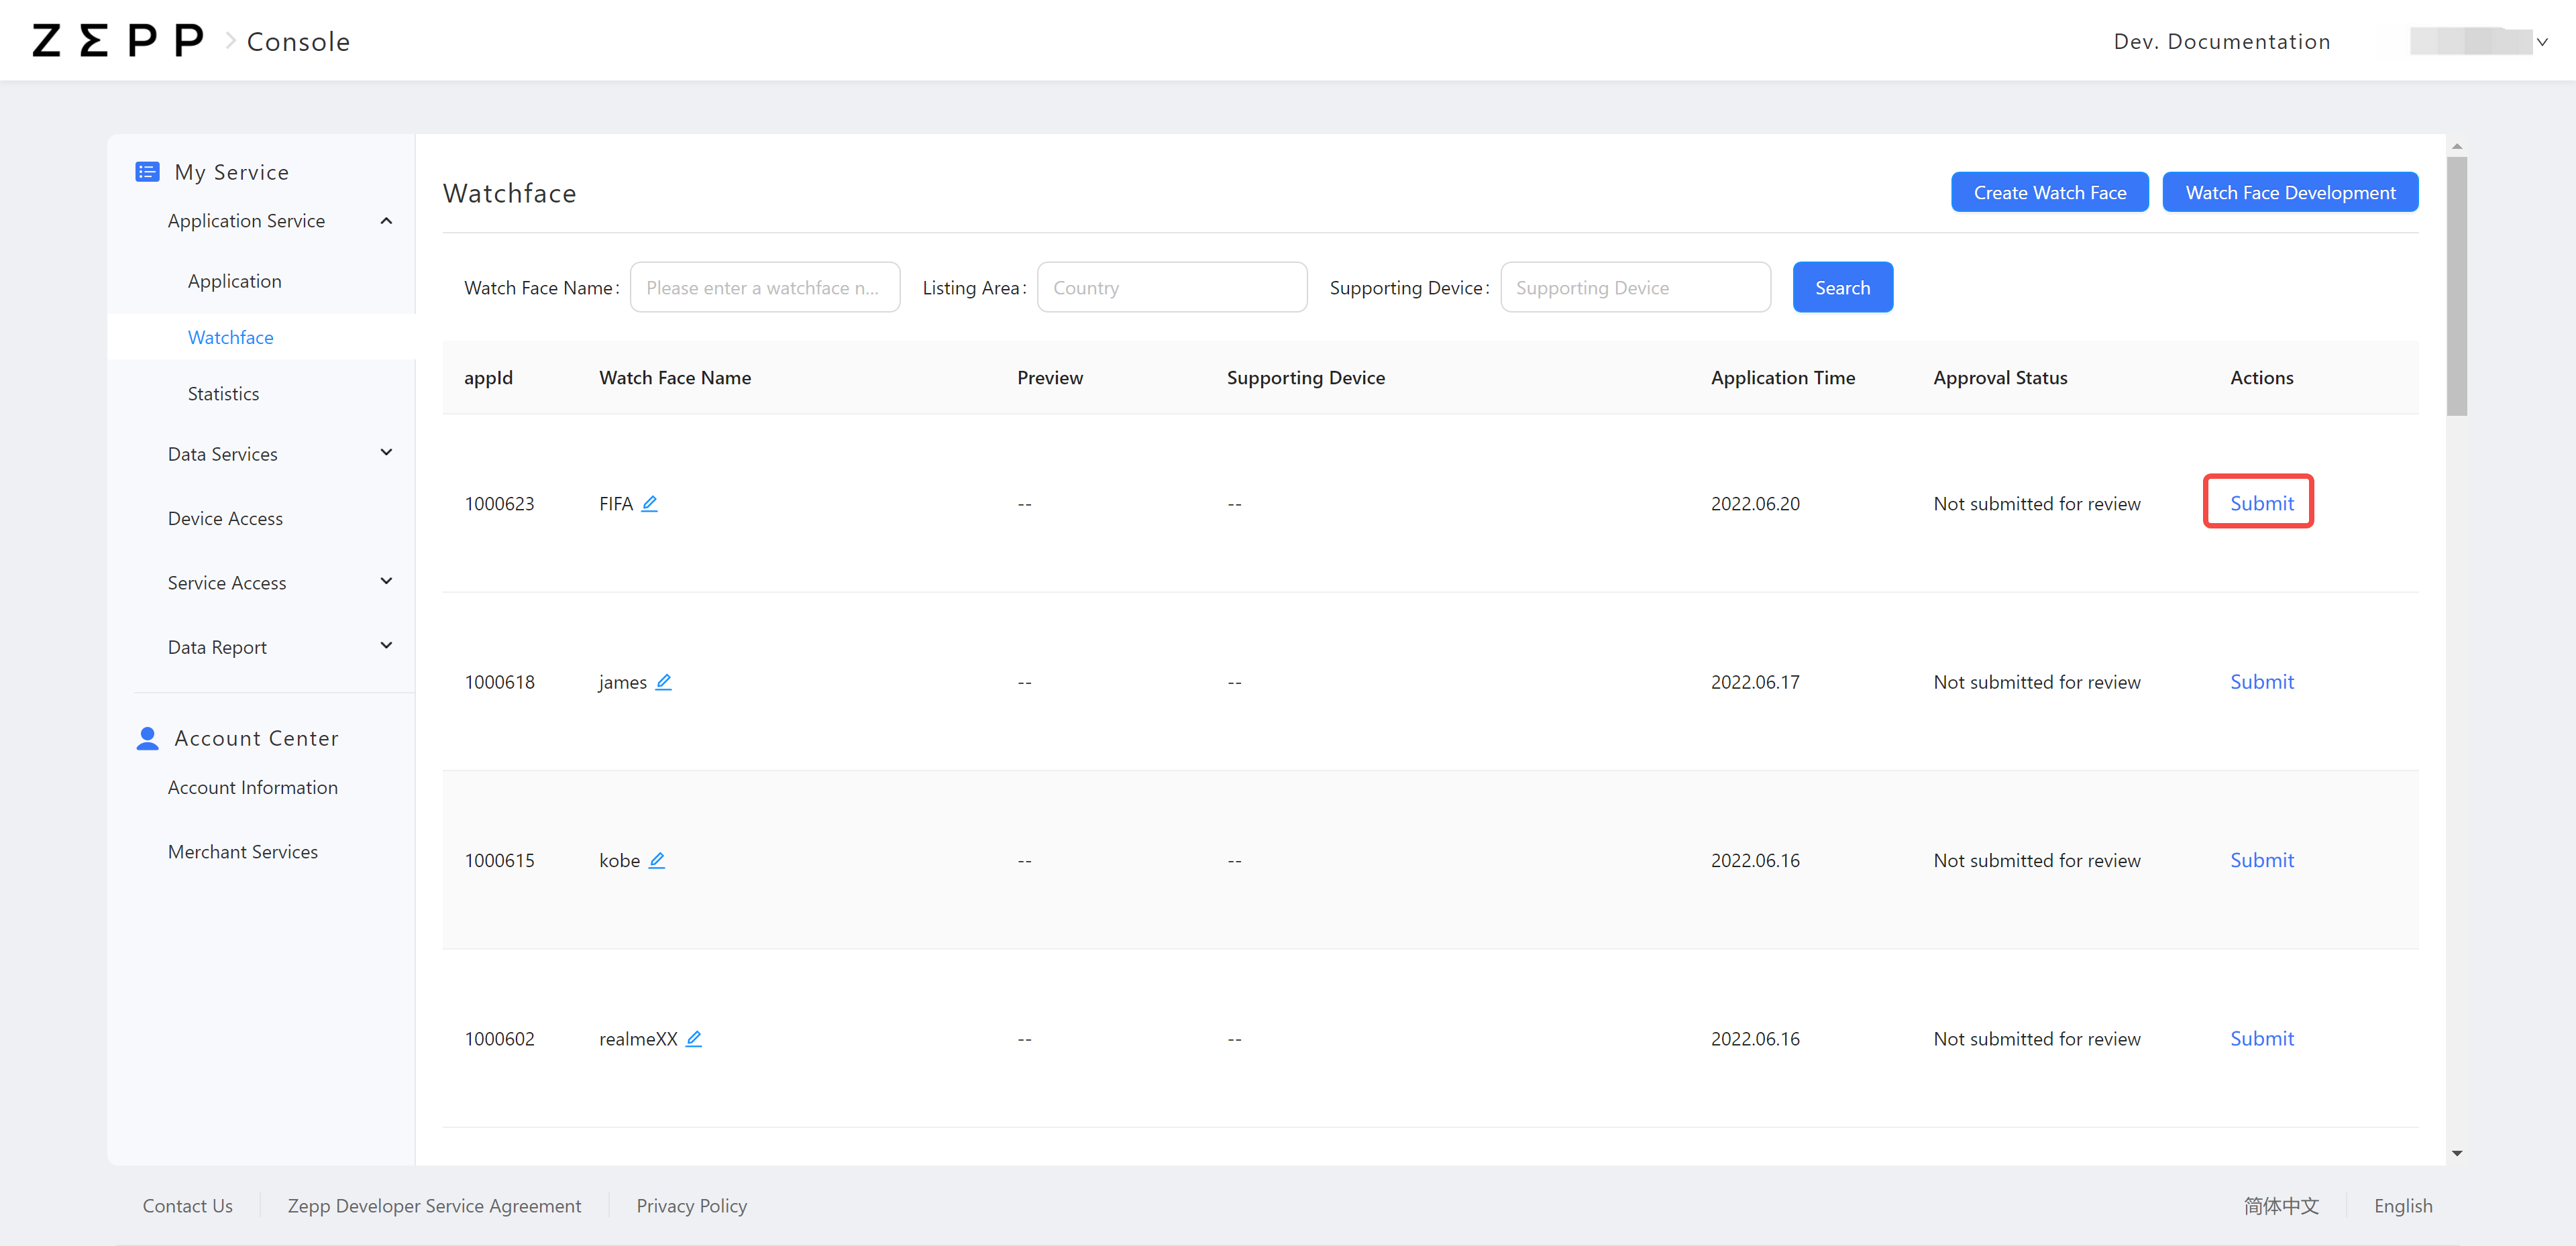 ZEPP > Console
Dev. Documentation
My Service
Application Service
Application
Watchface
Statistics
Data Services
Device Access
Service Access
Data Report
Account Center
Account Information
Merchant Services
Watchface
Create Watch Face
Watch Face Development
Watch Face Name: Please enter a watchface n... Listing Area: Country Supporting Device: Supporting Device Search
appId Watch Face Name Preview Supporting Device Application Time Approval Status Actions
1000623 FIFA -- -- 2022.06.20 Not submitted for review Submit
1000618 james -- -- 2022.06.17 Not submitted for review Submit
1000615 kobe -- -- 2022.06.16 Not submitted for review Submit
1000602 realmeXX -- -- 2022.06.16 Not submitted for review Submit
Contact Us Zepp Developer Service Agreement Privacy Policy
简体中文 English